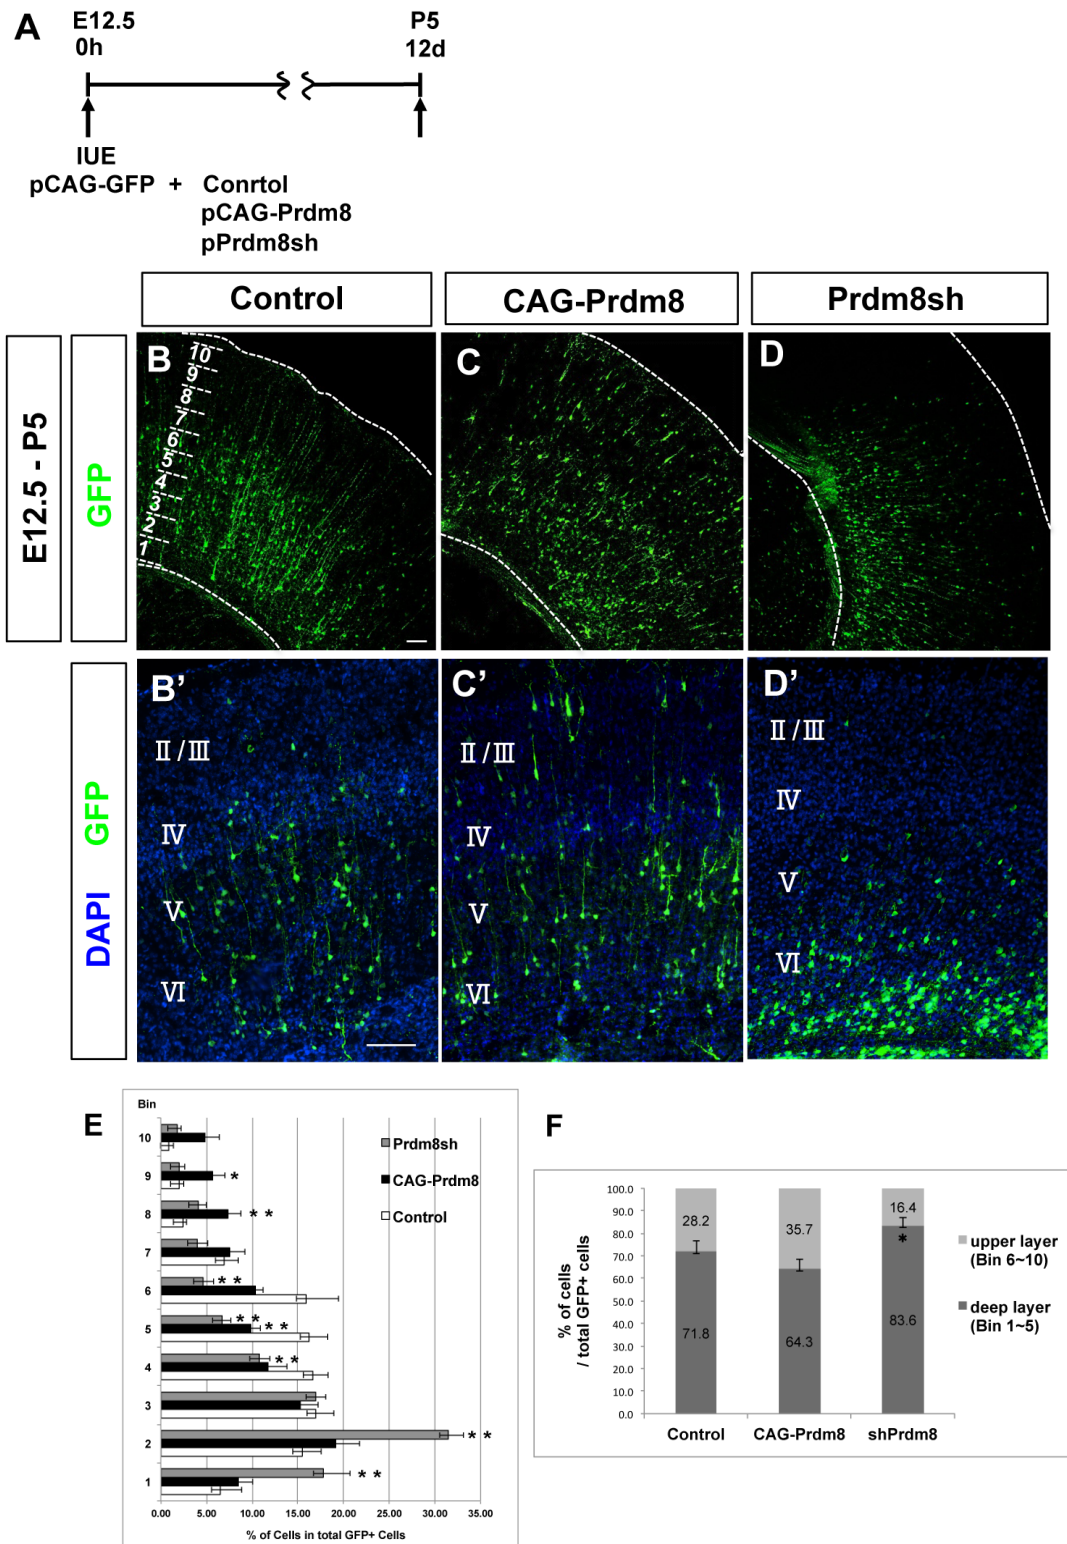 A
E12.5
0h
P5
12d
IUE
pCAG-GFP + Conrtol
pCAG-Prdm8
pPrdm8sh
Control
CAG-Prdm8
Prdm8sh
E12.5 - P5
GFP
B
10
9
8
7
6
5
4
3
2
1
C
D
DAPI GFP
B’
Ⅱ/Ⅲ
Ⅳ
Ⅴ
Ⅵ
C’
Ⅱ/Ⅲ
Ⅳ
Ⅴ
Ⅵ
D’
Ⅱ/Ⅲ
Ⅳ
Ⅴ
Ⅵ
E
Bin
10
9 *
8 * *
7
6 * *
5 * *
* *
4 * *
3
2 * *
1 * *
Prdm8sh
CAG-Prdm8
Control
0.00 5.00 10.00 15.00 20.00 25.00 30.00 35.00
% of Cells in total GFP+ Cells
F
% of cells
/ total GFP+ cells
100.0
90.0
80.0
70.0
60.0
50.0
40.0
30.0
20.0
10.0
0.0
28.2 35.7 16.4
*
71.8 64.3 83.6
Control CAG-Prdm8 shPrdm8
upper layer
(Bin 6~10)
deep layer
(Bin 1~5)